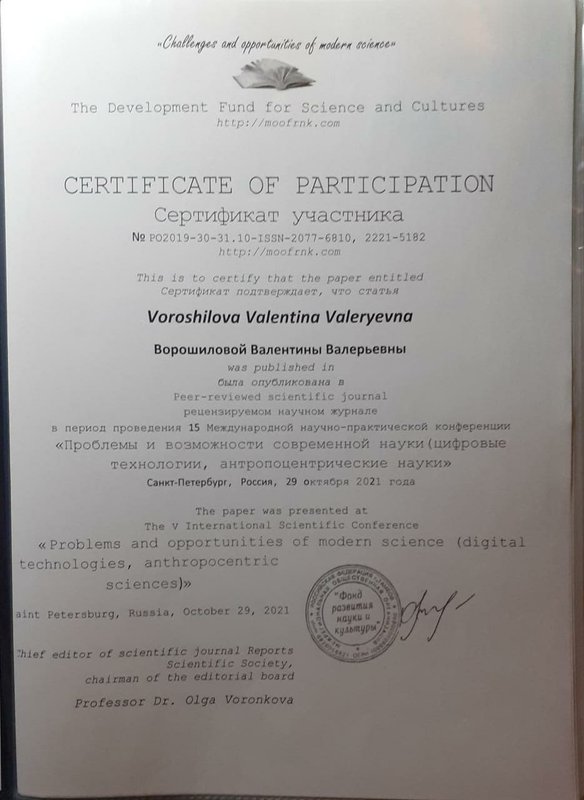 «Challenges and opportunities of modern science»
The Development Fund for Science and Cultures
http://moofrnk.com
CERTIFICATE OF PARTICIPATION
Сертификат участника
№ PO2019-30-31.10-ISSN-2077-6810, 2221-5182
http://moofrnk.com
This is to certify that the paper entitled
Сертификат подтверждает, что статья
Voroshilova Valentina Valeryevna
Ворошиловой Валентины Валерьевны
was published in
была опубликована в
Peer-reviewed scientific journal
рецензируемом научном журнале
в период проведения 15 Международной научно-практической конференции
«Проблемы и возможности современной науки(цифровые
технологии, антропоцентрические науки»
Санкт-Петербург, Россия, 29 октября 2021 года
The paper was presented at
The V International Scientific Conference
«Problems and opportunities of modern science (digital
technologies, anthropocentric
sciences)»
aint Petersburg, Russia, October 29, 2021
"Фонд
развития
науки и
культуры"
hief editor of scientific journal Reports
Scientific Society,
chairman of the editorial board
Professor Dr. Olga Voronkova